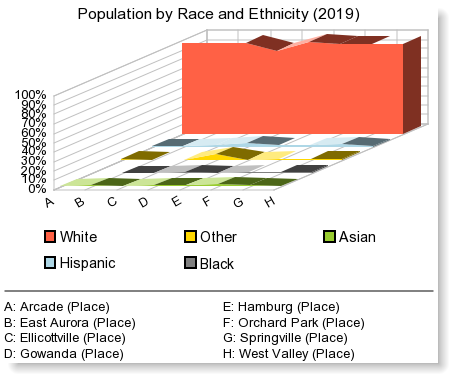 Population by Race and Ethnicity (2019)
100%
90%
80%
70%
60%
50%
40%
30%
20%
10%
0%
A B C D E F G H
White Other Asian
Hispanic Black
A: Arcade (Place) E: Hamburg (Place)
B: East Aurora (Place) F: Orchard Park (Place)
C: Ellicottville (Place) G: Springville (Place)
D: Gowanda (Place) H: West Valley (Place)